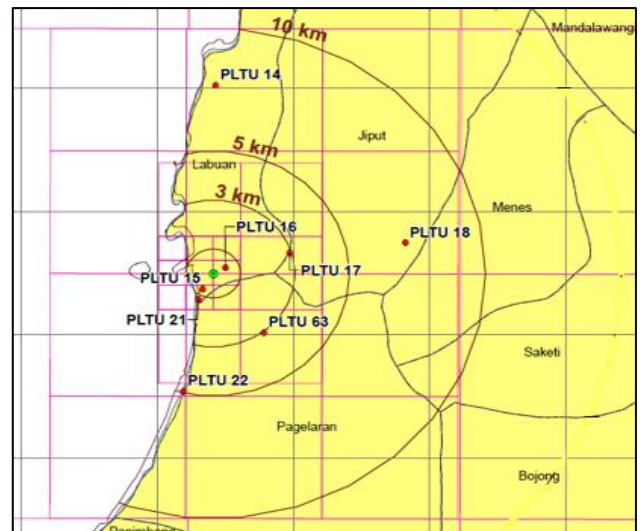 10 km
Mandalawang
PLTU 14
Jiput
5 km
Labuan
3 km
PLTU 16
Menes
PLTU 18
PLTU 17
PLTU 15
PLTU 21
PLTU 63
Saketi
PLTU 22
Pagelaran
Bojong